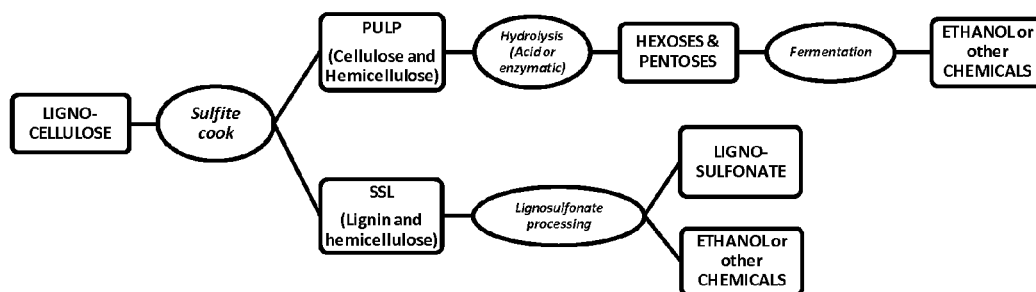 LIGNO-
CELLULOSE
Sulfite
cook
PULP
(Cellulose and
Hemicellulose)
Hydrolysis
(Acid or
enzymatic)
HEXOSES &
PENTOSES
Fermentation
ETHANOL or
other
CHEMICALS
SSL
(Lignin and
hemicellulose)
Lignosulfonate
processing
LIGNO-
SULFONATE
ETHANOL or
other
CHEMICALS